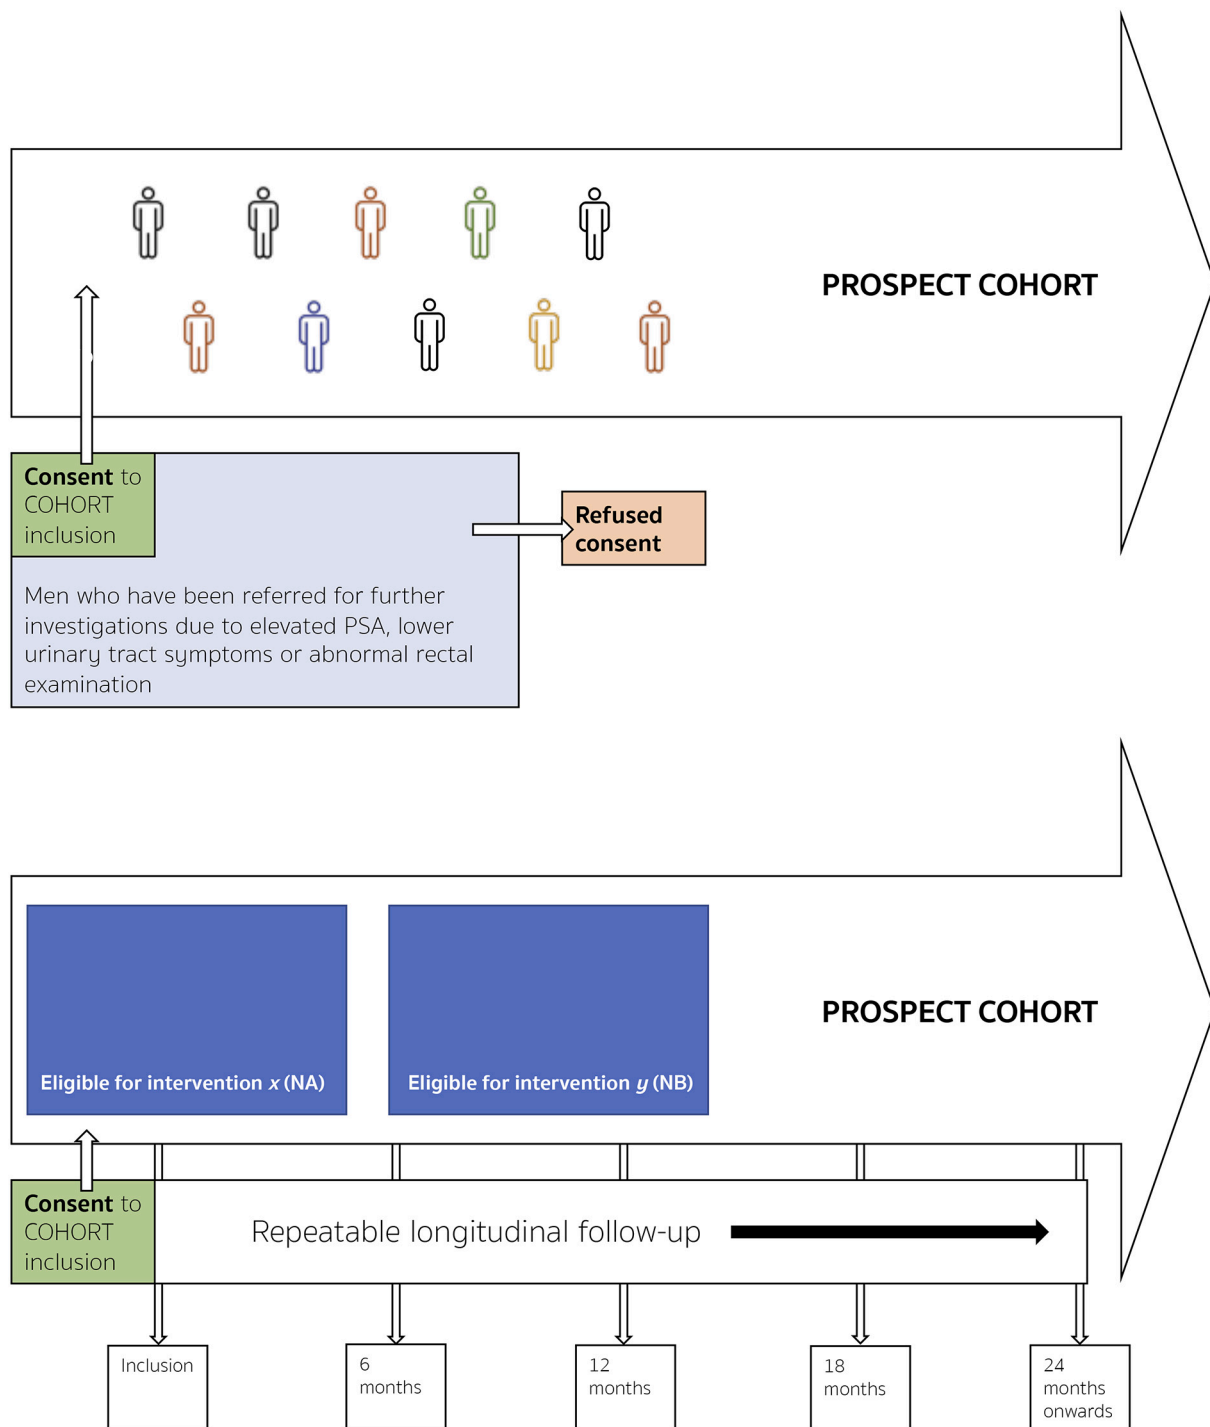 PROSPECT COHORT
Consent to
COHORT
inclusion
Refused
consent
Men who have been referred for further
investigations due to elevated PSA, lower
urinary tract symptoms or abnormal rectal
examination
PROSPECT COHORT
Eligible for intervention x (NA)
Eligible for intervention y (NB)
Consent to
COHORT
inclusion
Repeatable longitudinal follow-up
Inclusion
6
months
12
months
18
months
24
months
onwards